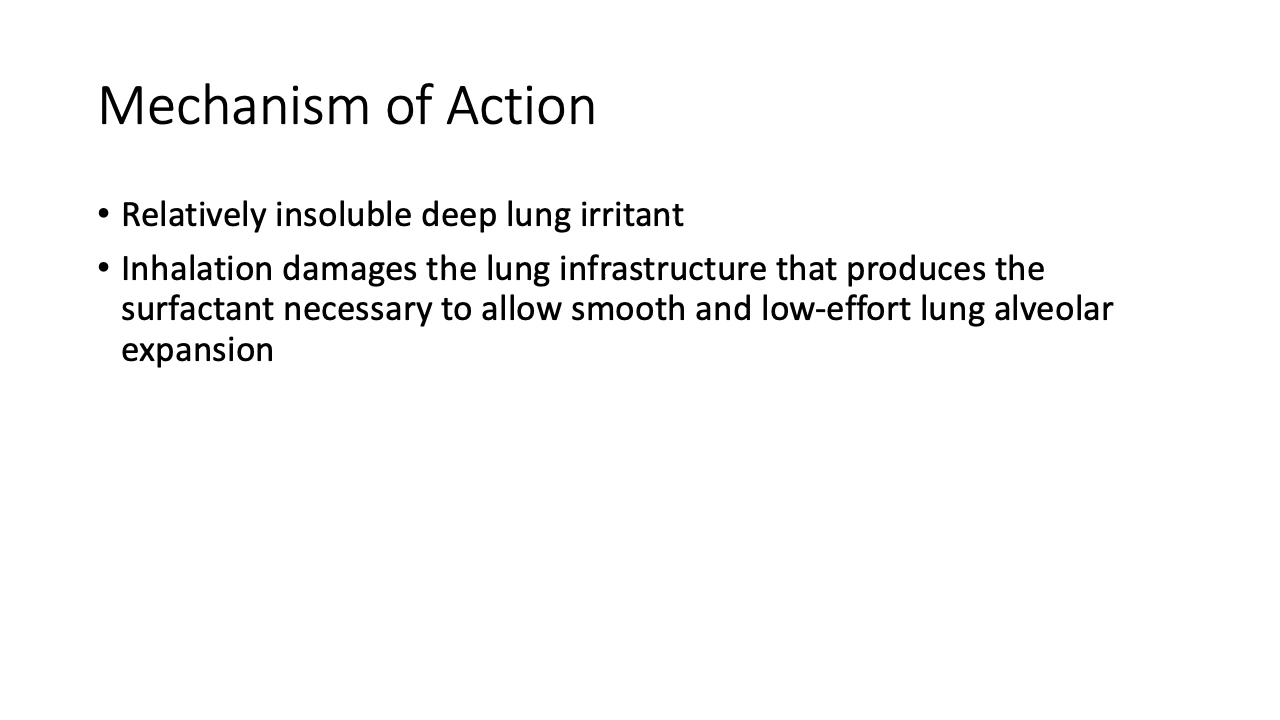 Mechanism of Action
• Relatively insoluble deep lung irritant
• Inhalation damages the lung infrastructure that produces the
surfactant necessary to allow smooth and low-effort lung alveolar
expansion